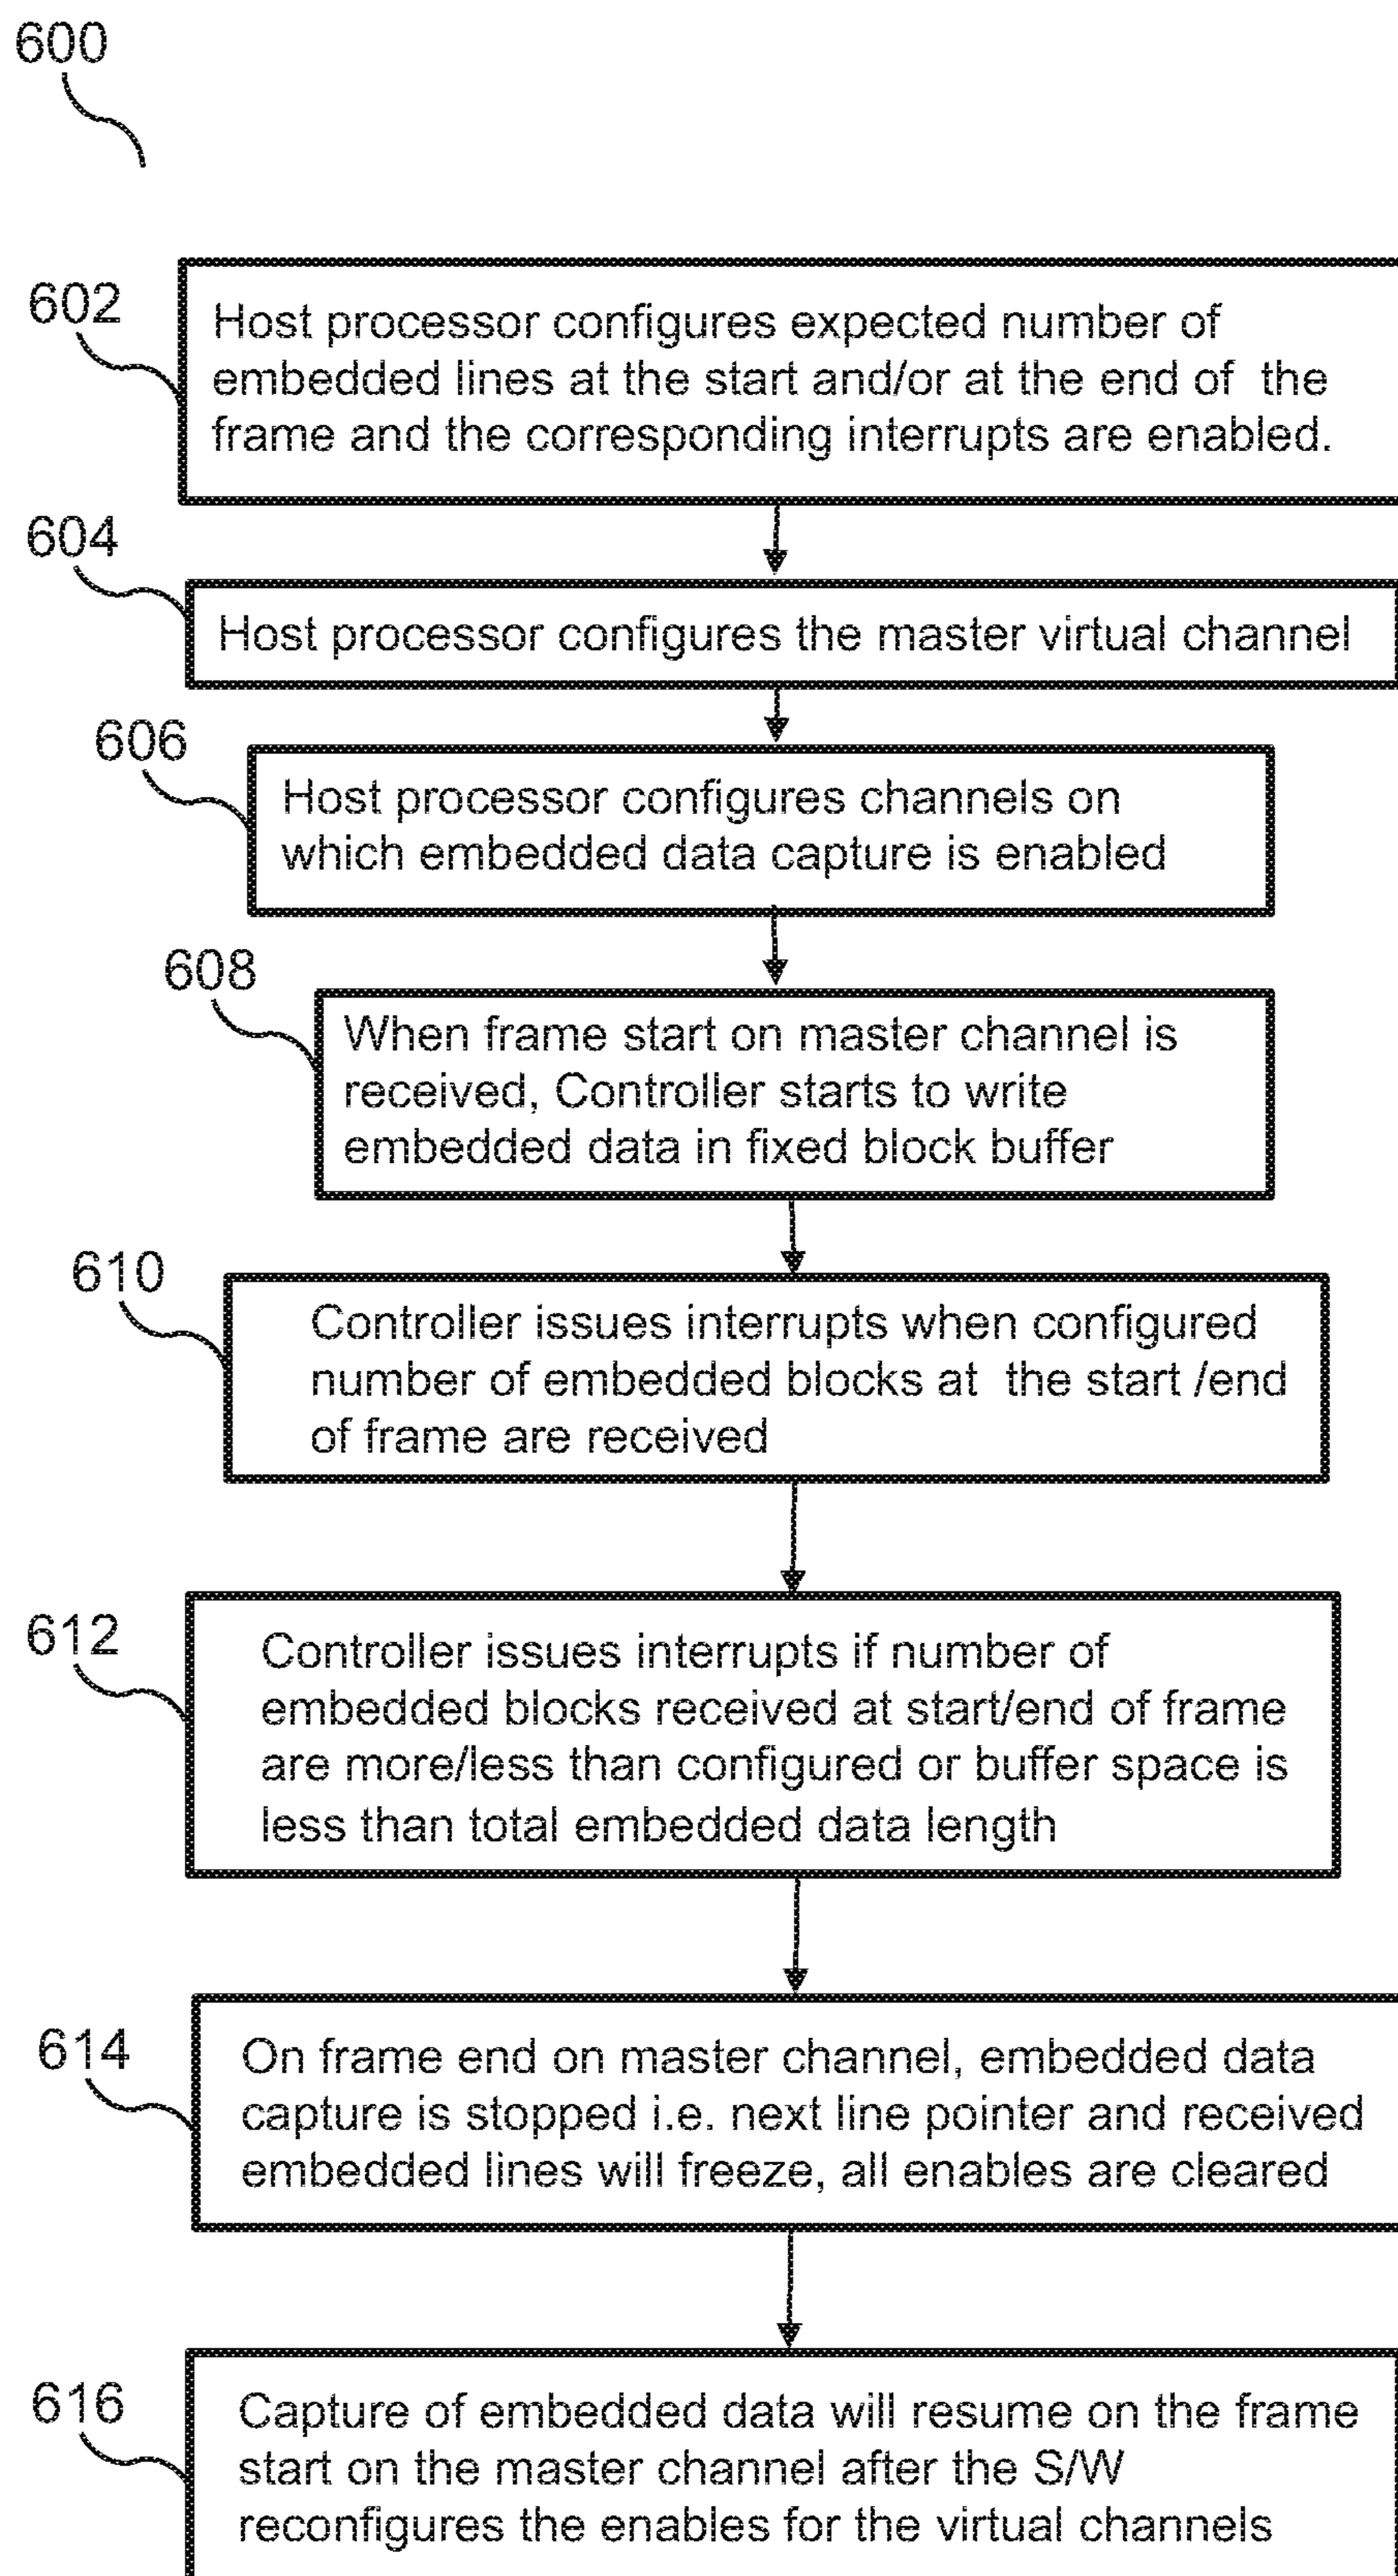 600
602
Host processor configures expected number of
embedded lines at the start and/or at the end of the
frame and the corresponding interrupts are enabled.
604
Host processor configures the master virtual channel
606
Host processor configures channels on
which embedded data capture is enabled
608
When frame start on master channel is
received, Controller starts to write
embedded data in fixed block buffer
610
Controller issues interrupts when configured
number of embedded blocks at the start /end
of frame are received
612
Controller issues interrupts if number of
embedded blocks received at start/end of frame
are more/less than configured or buffer space is
less than total embedded data length
614
On frame end on master channel, embedded data
capture is stopped i.e. next line pointer and received
embedded lines will freeze, all enables are cleared
616
Capture of embedded data will resume on the frame
start on the master channel after the S/W
reconfigures the enables for the virtual channels